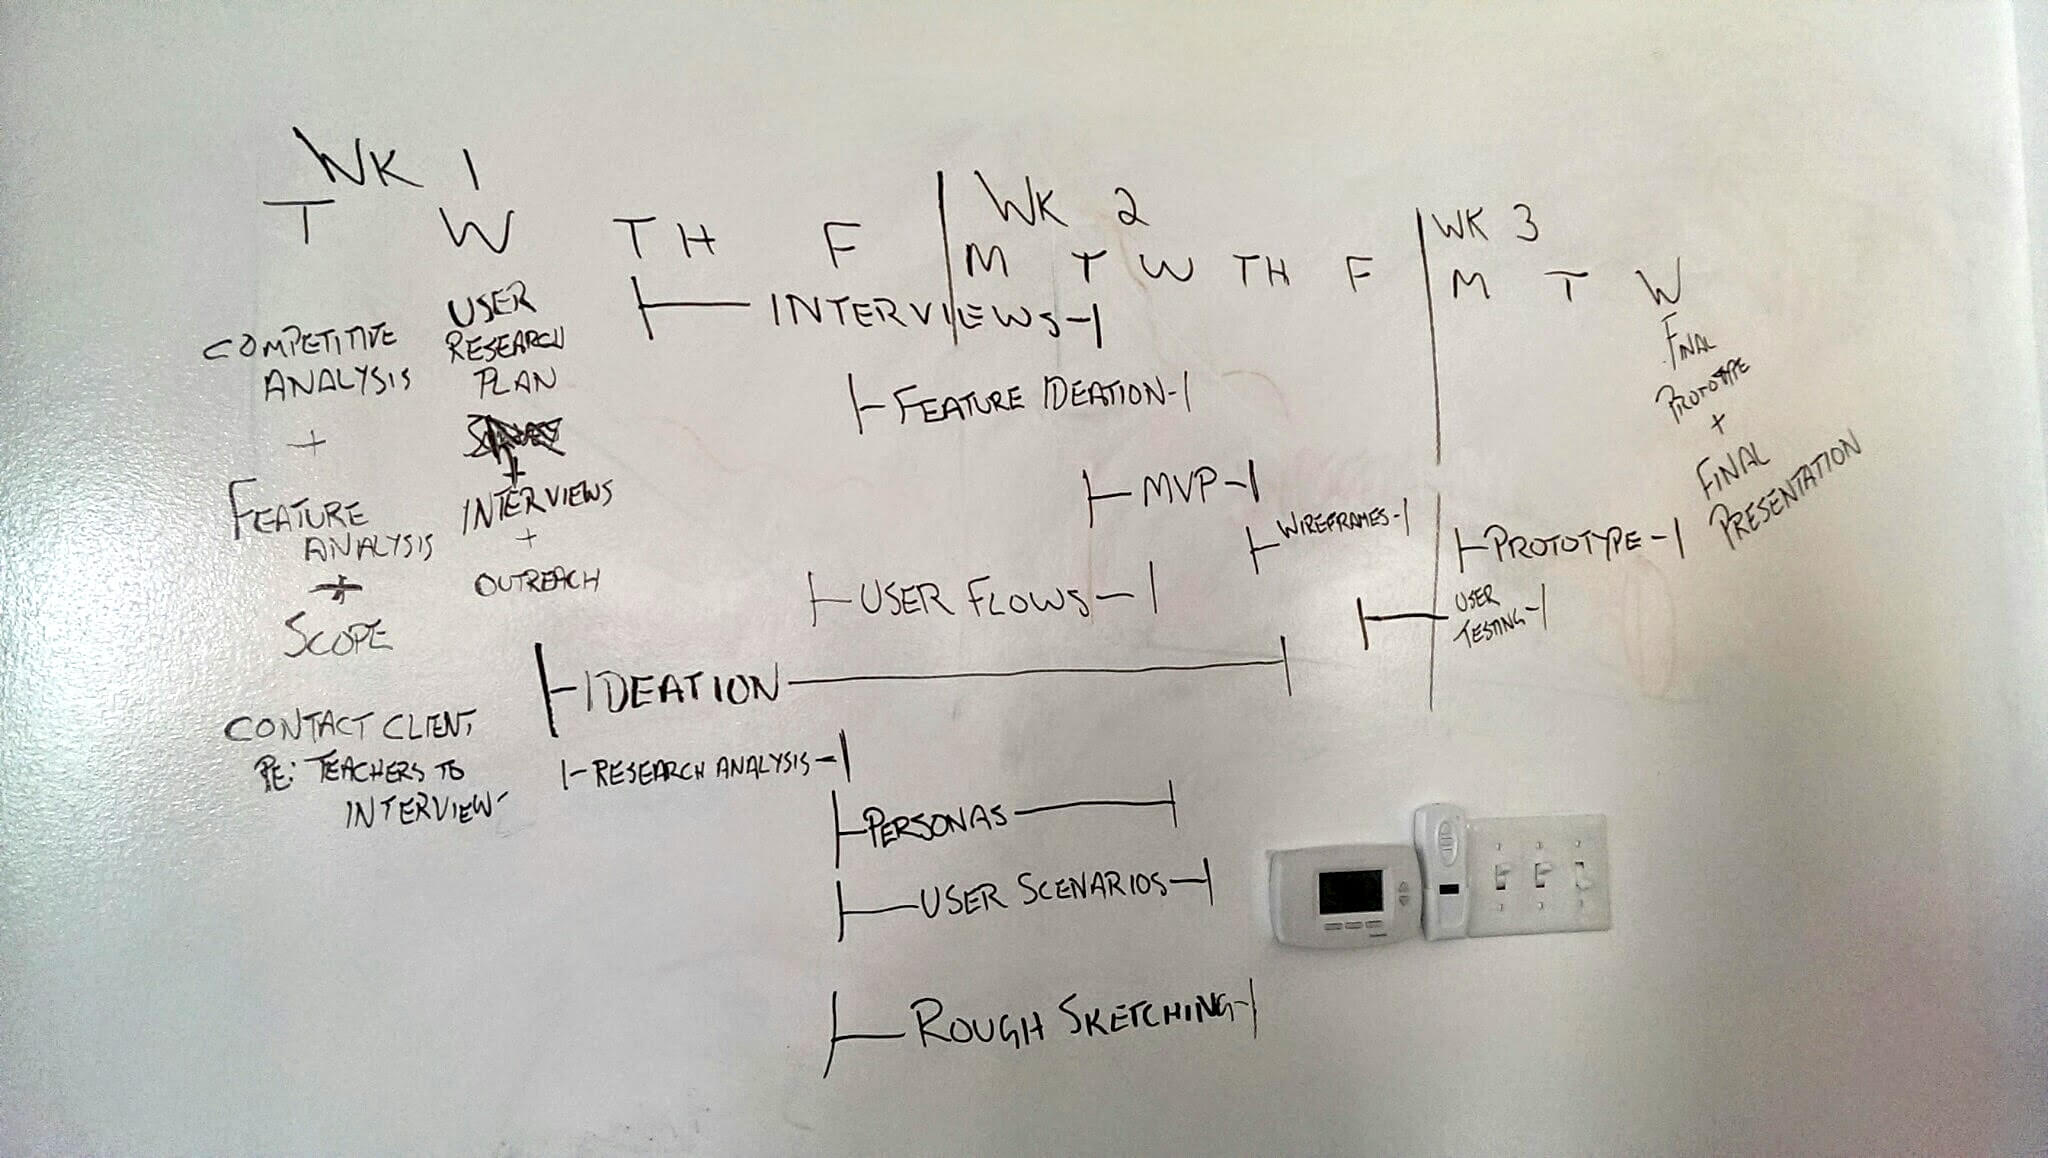 WK 1
T W TH F
WK 2
M T W TH F
WK 3
M T W
COMPETITIVE
ANALYSIS
+
FEATURE
ANALYSIS
+
SCOPE
CONTACT CLIENT
RE: TEACHERS TO
INTERVIEW
USER
RESEARCH
PLAN
+
INTERVIEWS
+
OUTREACH
INTERVIEWS
FEATURE IDEATION
MVP
WIREFRAMES
USER FLOWS
IDEATION
RESEARCH ANALYSIS
PERSONAS
USER SCENARIOS
ROUGH SKETCHING
PROTOTYPE
USER
TESTING
FINAL
PROTOTYPE
+
FINAL
PRESENTATION